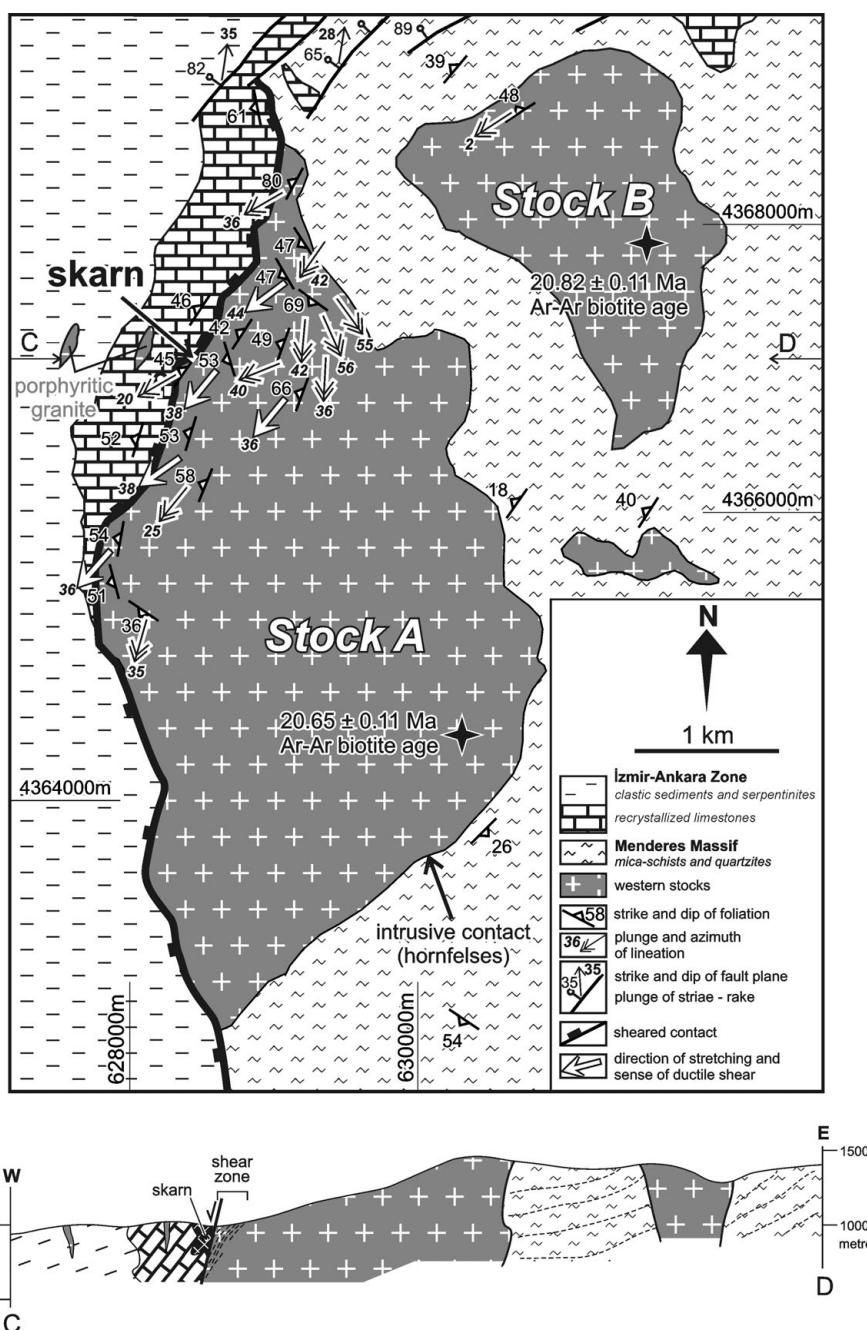 35
82
28
65
89
39
61
48
2
80
36
Stock B
4368000m
47
skarn
47
42
69
20.82 ± 0.11 Ma
Ar-Ar biotite age
46
44
42
49
55
C
D
45
53
42
56
porphyritic
granite
20
40
66
36
38
52
53
36
38
58
18
40
4366000m
25
54
36
51
36
35
Stock A
N
20.65 ± 0.11 Ma
Ar-Ar biotite age
1 km
4364000m
İzmir-Ankara Zone
clastic sediments and serpentinites
recrystallized limestones
26
Menderes Massif
mica-schists and quartzites
western stocks
58
strike and dip of foliation
intrusive contact
(hornfelses)
36
plunge and azimuth
of lineation
35
35
strike and dip of fault plane
plunge of striae - rake
628000m
630000m
54
sheared contact
direction of stretching and
sense of ductile shear
W
E
shear
zone
skarn
1500
1000
metre
C
D